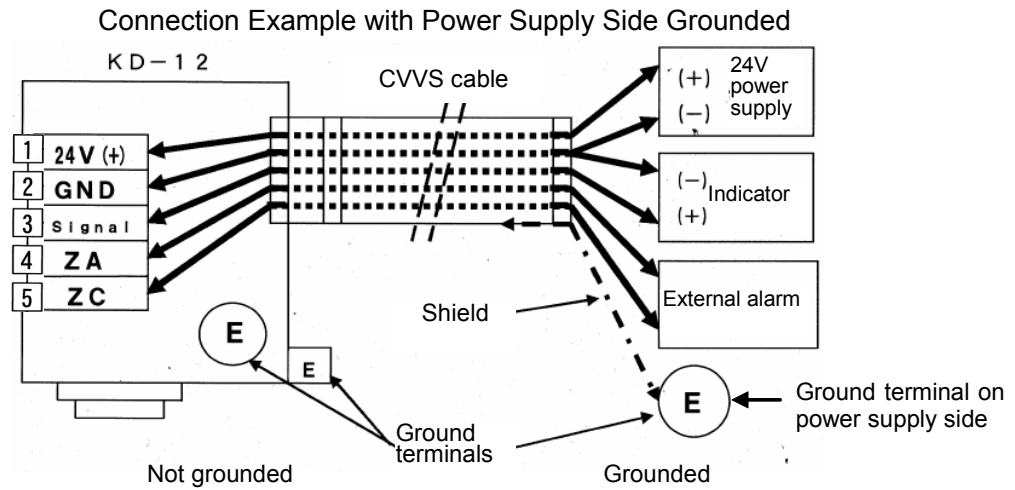 Connection Example with Power Supply Side Grounded
KD-12
CVVS cable
24V
(+) power
(-) supply
1 24V (+)
2 GND
3 Signal
4 ZA
5 ZC
(-) Indicator
(+)
External alarm
Shield
E
E
E
Ground terminal on
power supply side
Ground
terminals
Not grounded
Grounded